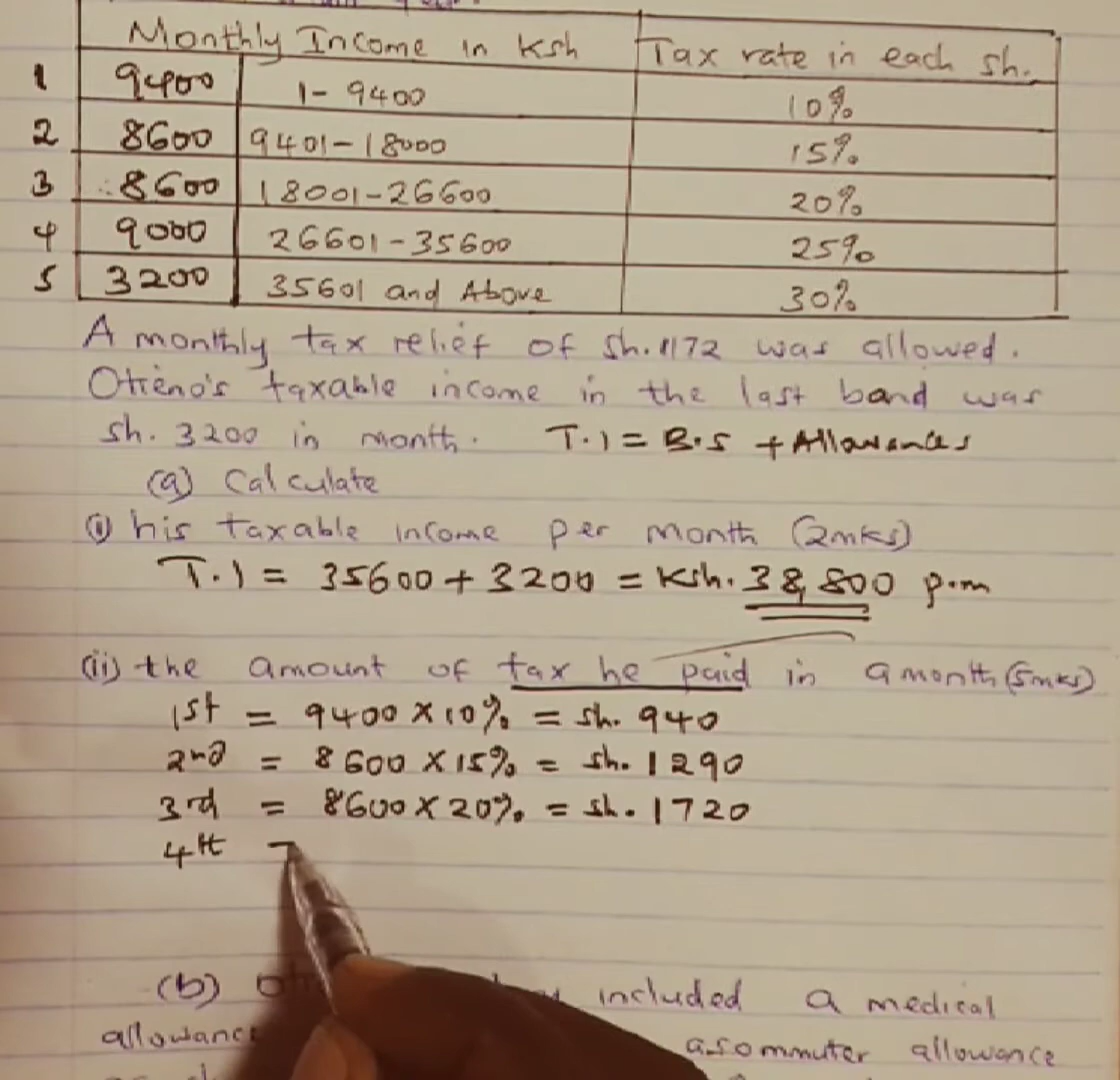 Monthly Income in Ksh Tax rate in each sh.
1 9400 1-9400 10%
2 8600 9401-18000 15%
3 8600 18001-26600 20%
4 9000 26601-35600 25%
5 3200 35601 and Above 30%
A monthly tax relief of sh.1172 was allowed.
Otieno's taxable income in the last band was
sh. 3200 in month. T.I = B.S + Allowances
(a) Calculate
(i) his taxable income per month (2mks)
T.I = 35600 + 3200 = Ksh. 38,800 p.m
(ii) the amount of tax he paid in a month (5mks)
1st = 9400 X 10% = sh. 940
2nd = 8600 X 15% = sh. 1290
3rd = 8600 X 20% = sh. 1720
4th
(b) included a medical
allowance a commuter allowance